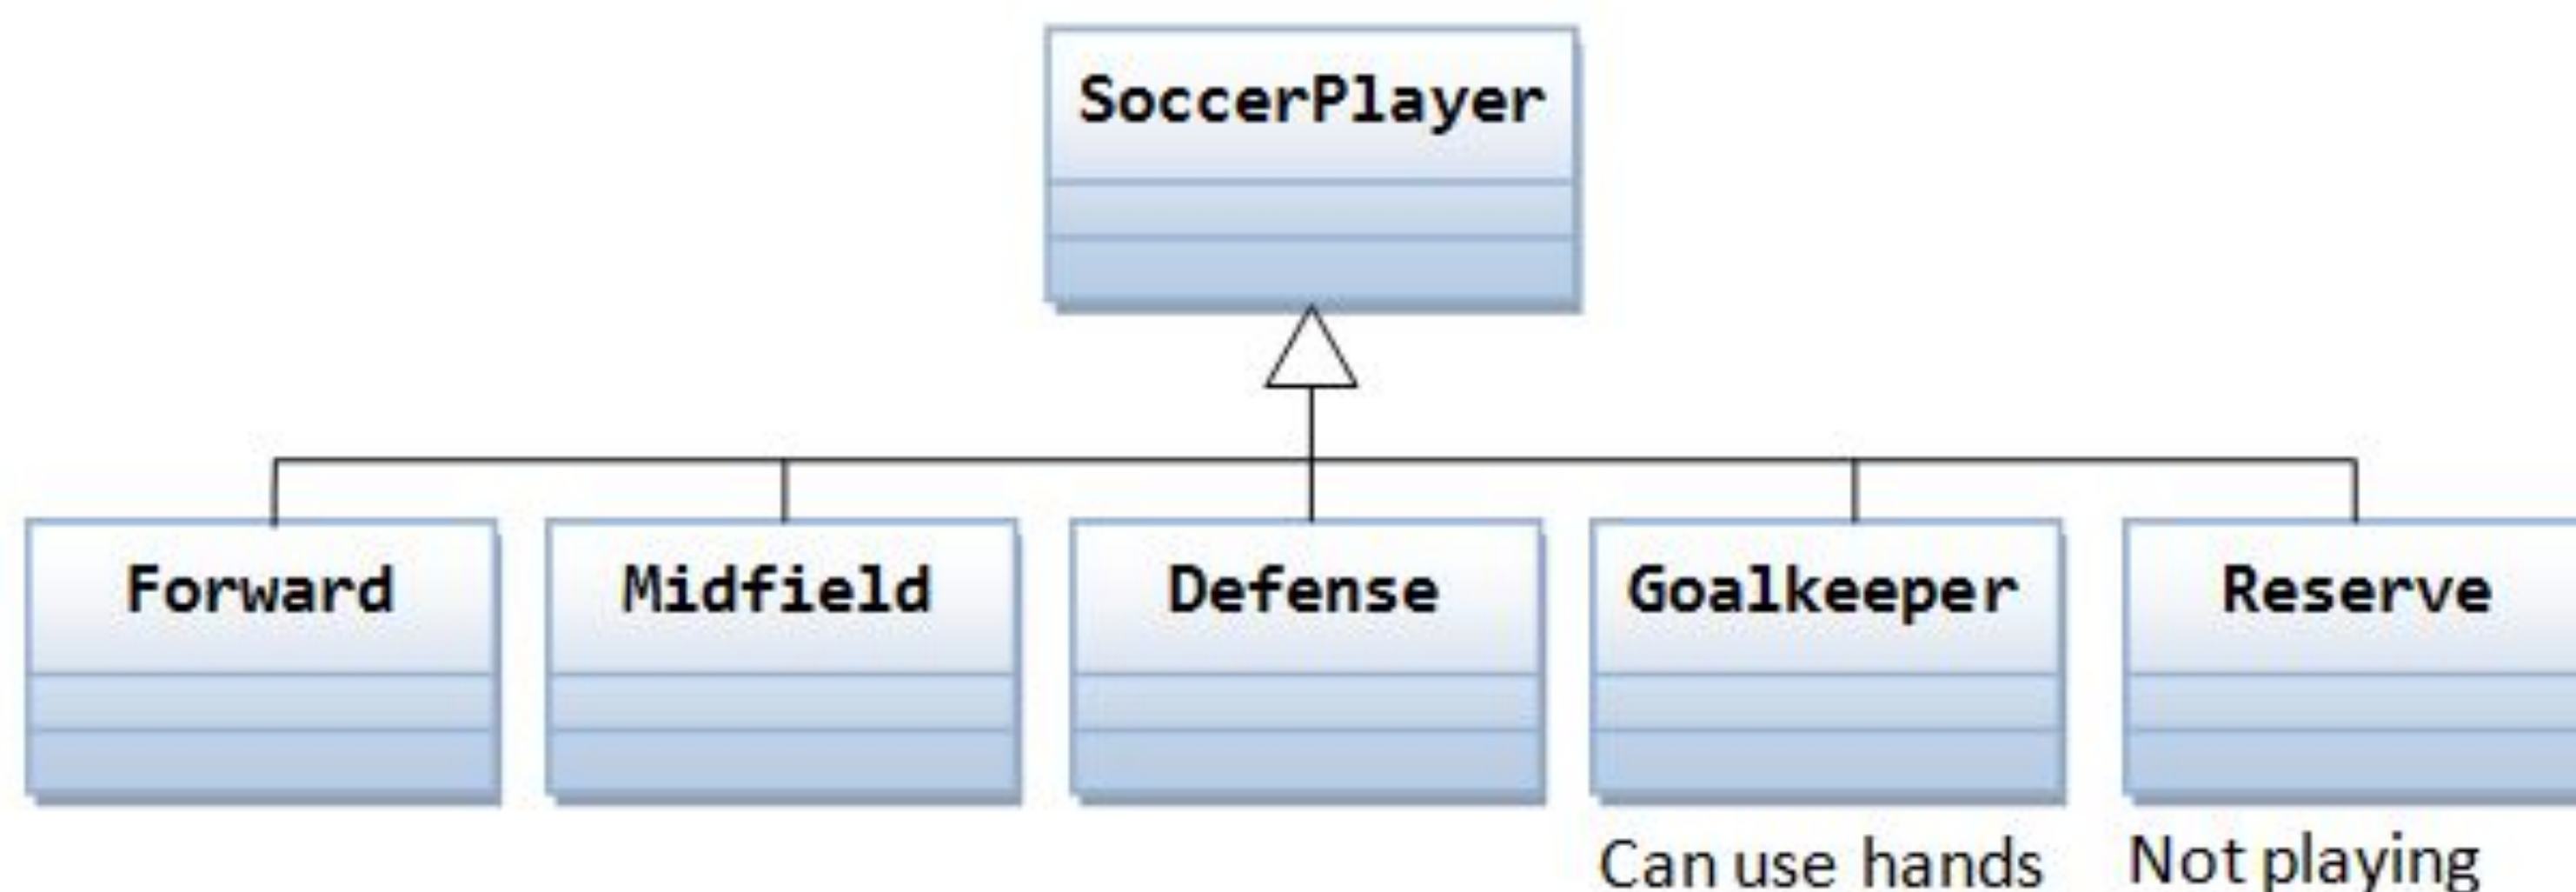 SoccerPlayer
Forward
Midfield
Defense
Goalkeeper
Reserve
Can use hands
Not playing